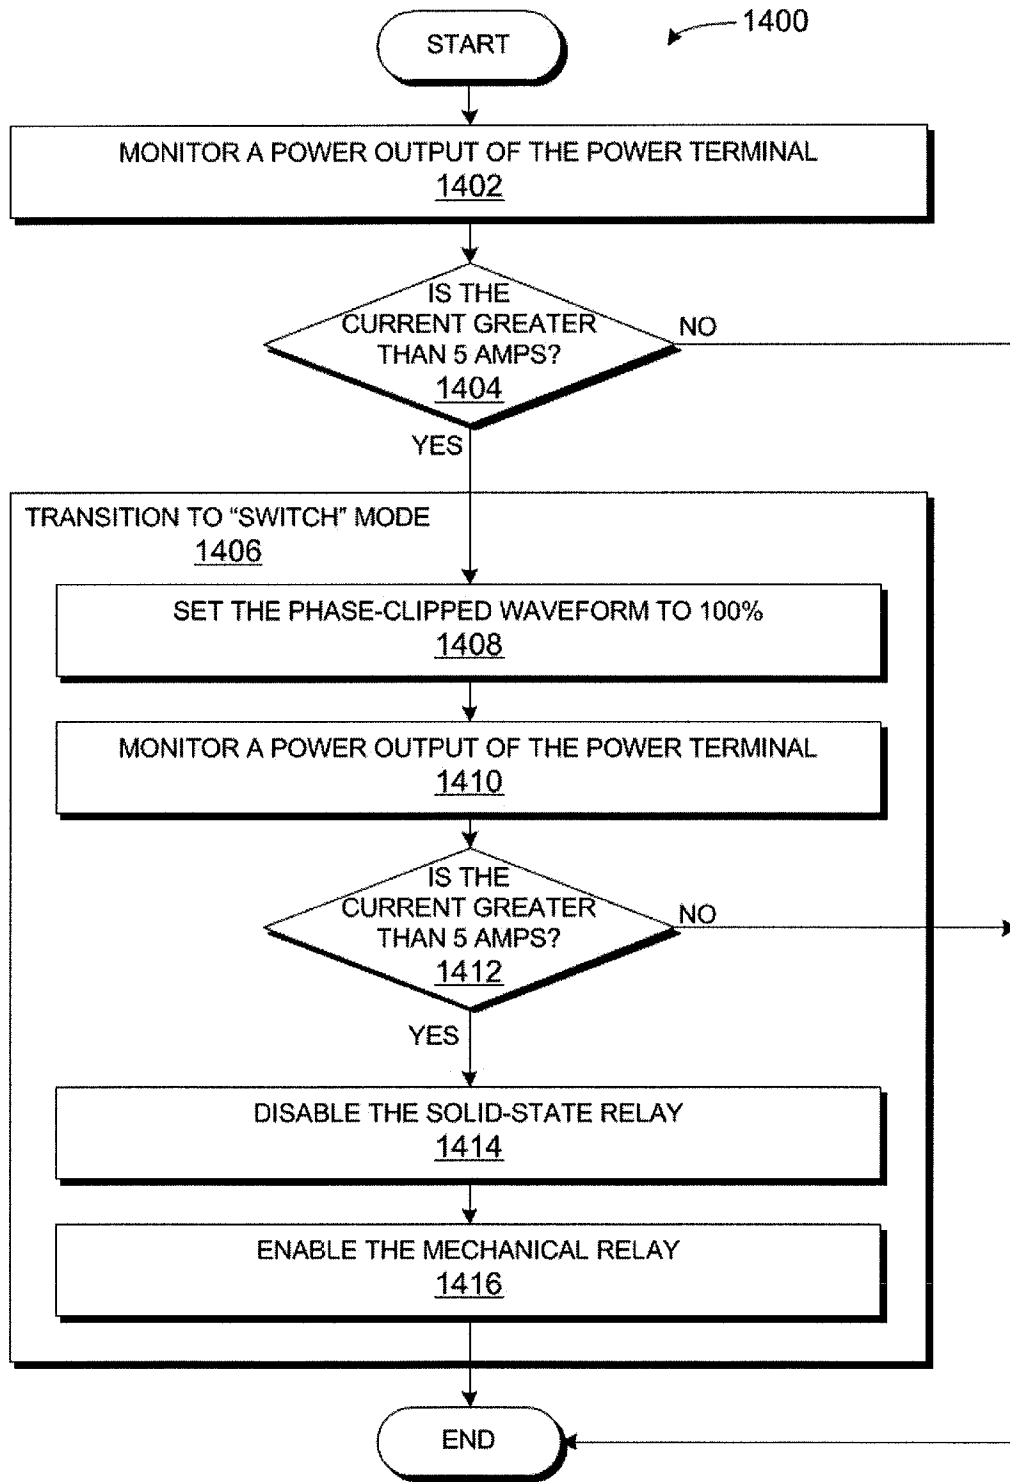 START
1400
MONITOR A POWER OUTPUT OF THE POWER TERMINAL
1402
IS THE
CURRENT GREATER
THAN 5 AMPS?
1404
NO
YES
TRANSITION TO “SWITCH” MODE
1406
SET THE PHASE-CLIPPED WAVEFORM TO 100%
1408
MONITOR A POWER OUTPUT OF THE POWER TERMINAL
1410
IS THE
CURRENT GREATER
THAN 5 AMPS?
1412
NO
YES
DISABLE THE SOLID-STATE RELAY
1414
ENABLE THE MECHANICAL RELAY
1416
END